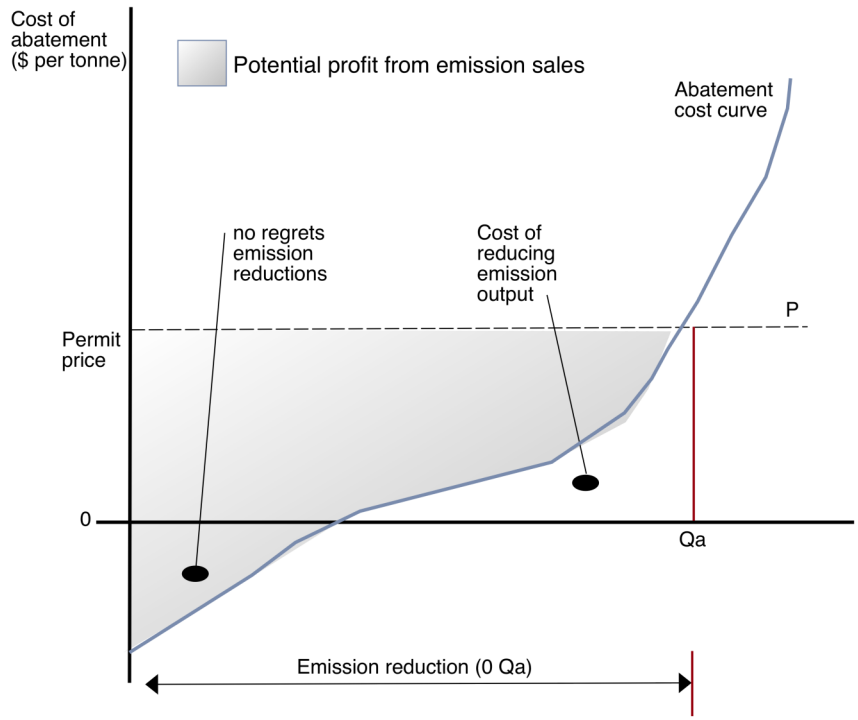 Cost of
abatement
($ per tonne)
Potential profit from emission sales
Abatement
cost curve
no regrets
emission
reductions
Cost of
reducing
emission
output
P
Permit
price
0
Qa
Emission reduction (0 Qa)